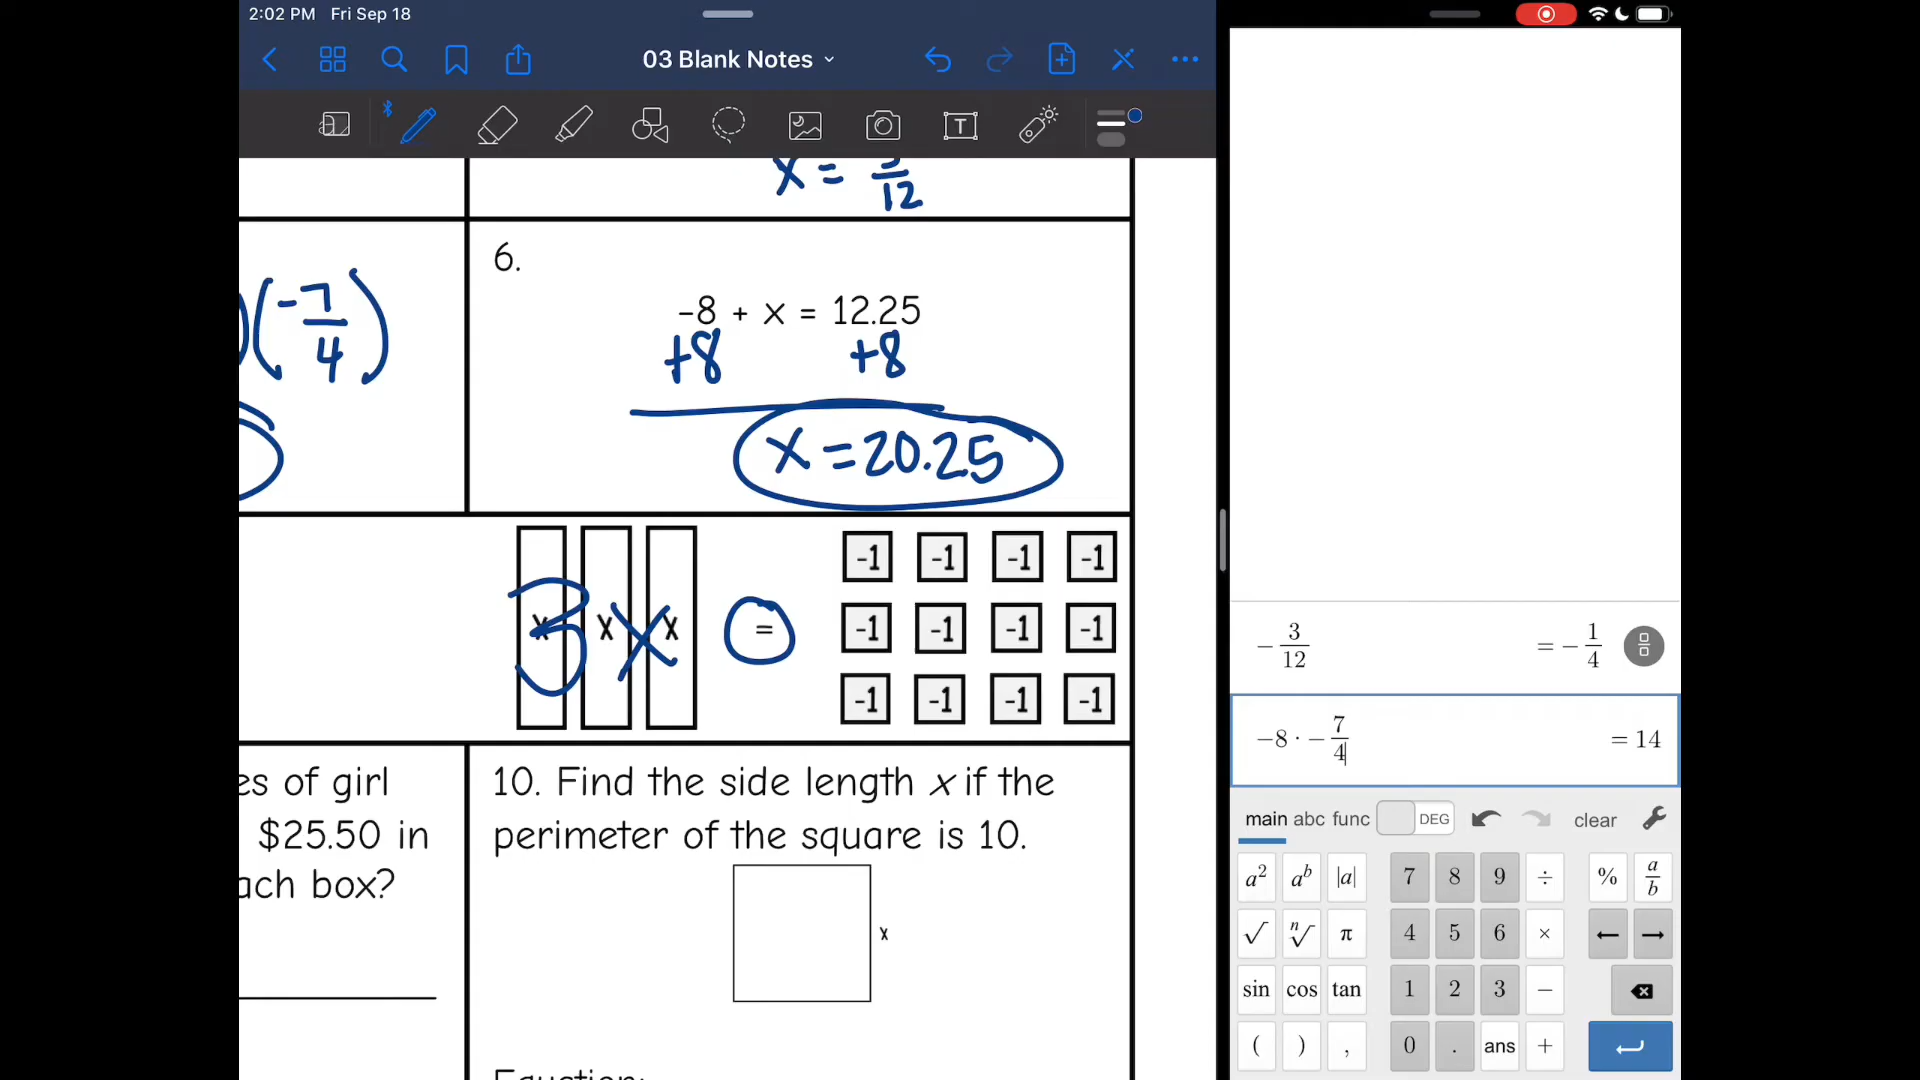 2:02 PM Fri Sep 18
03 Blank Notes
x = /12
6.
-8 + x = 12.25
+8 +8
x = 20.25
(-7/4)
x x x = -1 -1 -1 -1
3x
-1 -1 -1 -1
-1 -1 -1 -1
es of girl
$25.50 in
ach box?
10. Find the side length x if the
perimeter of the square is 10.
x
Equation:
−3/12 = −1/4
−8 · −7/4 = 14
main abc func DEG clear
a² aᵇ |a| 7 8 9 ÷ % a/b
√ ⁿ√ π 4 5 6 × ← →
sin cos tan 1 2 3 −
( ) , 0 . ans +